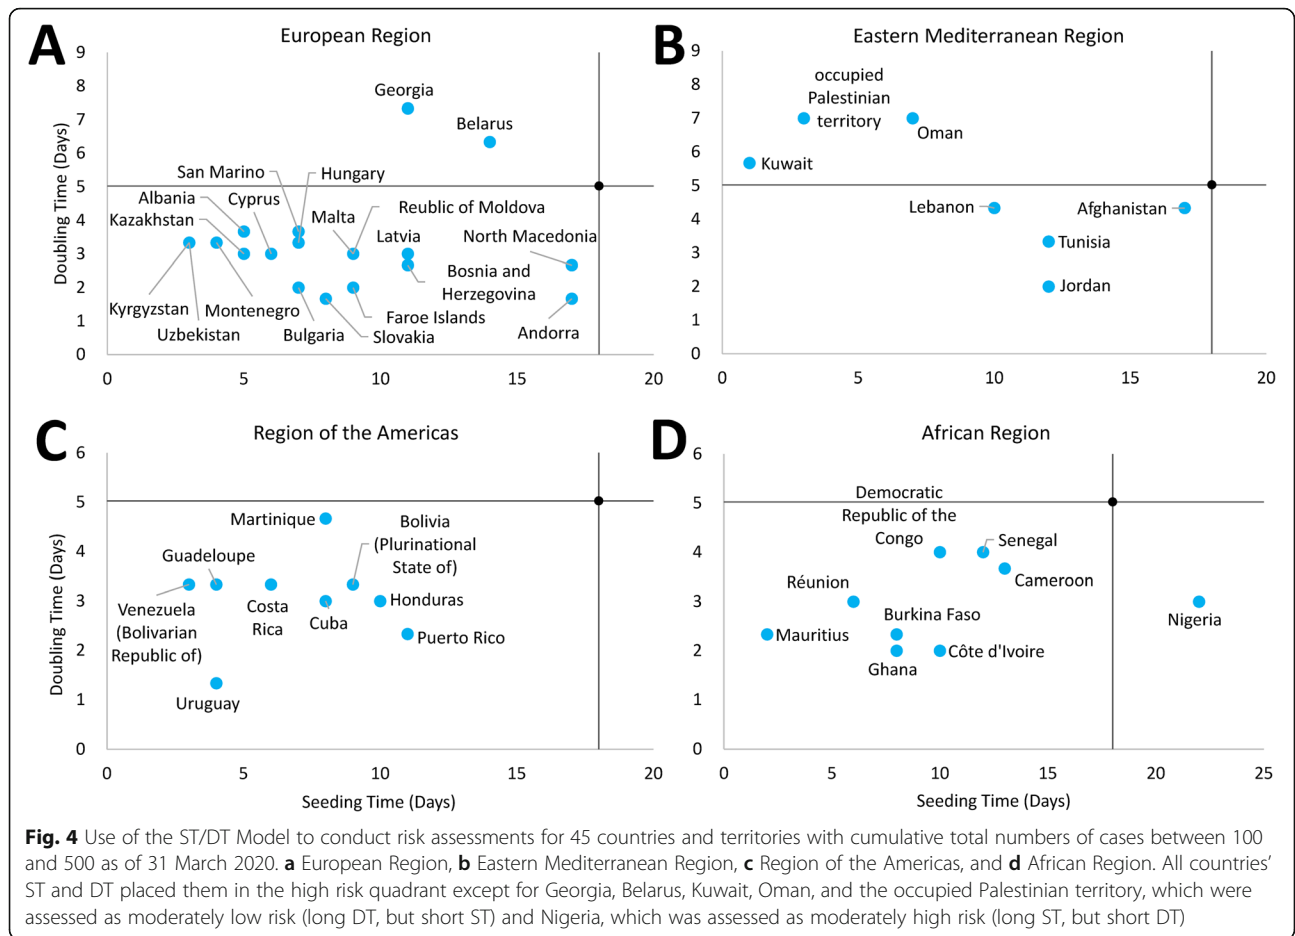 A
European Region
Doubling Time (Days)
9
8
7
6
5
4
3
2
1
0
0
5
10
15
20
Georgia
Belarus
San Marino
Hungary
Albania
Cyprus
Kazakhstan
Malta
Reublic of Moldova
Latvia
North Macedonia
Bosnia and
Herzegovina
Kyrgyzstan
Montenegro
Uzbekistan
Bulgaria
Faroe Islands
Slovakia
Andorra
B
Eastern Mediterranean Region
9
8
7
6
5
4
3
2
1
0
0
5
10
15
20
occupied
Palestinian
territory
Oman
Kuwait
Lebanon
Afghanistan
Tunisia
Jordan
C
Region of the Americas
Doubling Time (Days)
6
5
4
3
2
1
0
0
5
10
15
20
Seeding Time (Days)
Martinique
Bolivia
(Plurinational
State of)
Guadeloupe
Venezuela
(Bolivarian
Republic of)
Costa
Rica
Cuba
Honduras
Puerto Rico
Uruguay
D
African Region
6
5
4
3
2
1
0
0
5
10
15
20
25
Seeding Time (Days)
Democratic
Republic of the
Congo
Senegal
Cameroon
Réunion
Burkina Faso
Mauritius
Ghana
Côte d'Ivoire
Nigeria
Fig. 4 Use of the ST/DT Model to conduct risk assessments for 45 countries and territories with cumulative total numbers of cases between 100
and 500 as of 31 March 2020. a European Region, b Eastern Mediterranean Region, c Region of the Americas, and d African Region. All countries’
ST and DT placed them in the high risk quadrant except for Georgia, Belarus, Kuwait, Oman, and the occupied Palestinian territory, which were
assessed as moderately low risk (long DT, but short ST) and Nigeria, which was assessed as moderately high risk (long ST, but short DT)